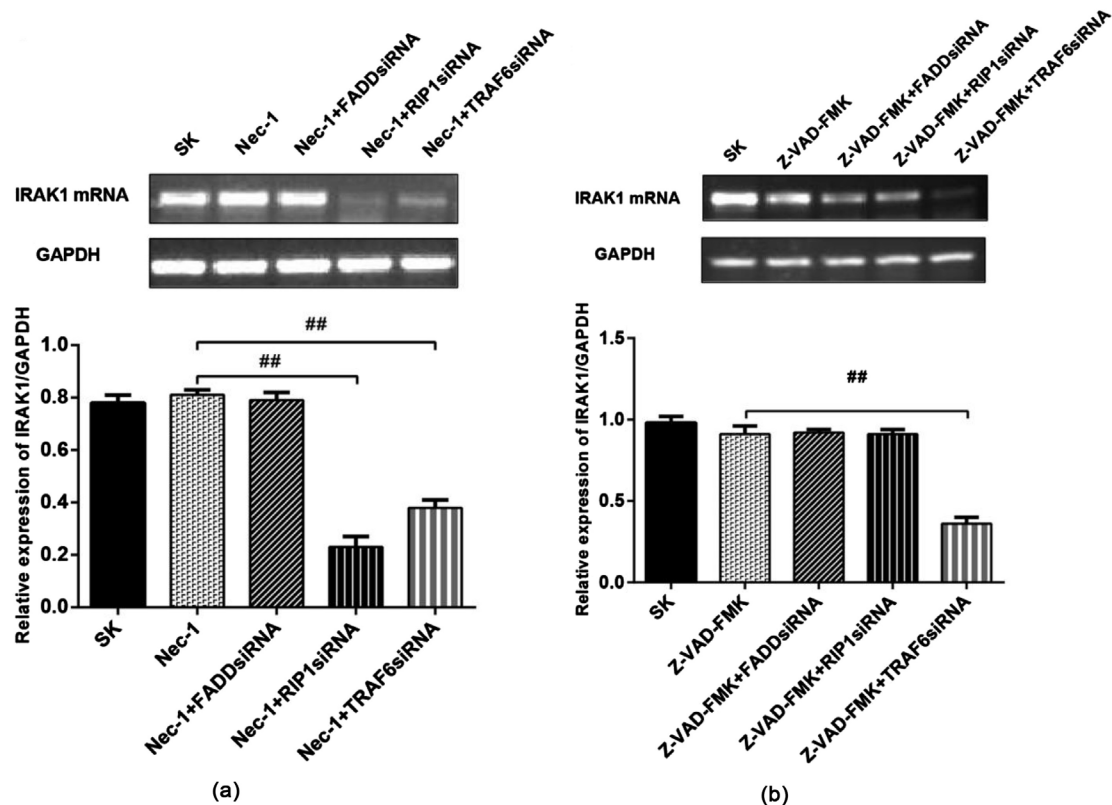 SK
Nec-1
Nec-1+FADDsiRNA
Nec-1+RIP1siRNA
Nec-1+TRAF6siRNA
IRAK1 mRNA
GAPDH
Relative expression of IRAK1/GAPDH
1.0
0.8
0.6
0.4
0.2
0.0
##
##
SK
Nec-1
Nec-1+FADDsiRNA
Nec-1+RIP1siRNA
Nec-1+TRAF6siRNA
(a)
SK
Z-VAD-FMK
Z-VAD-FMK+FADDsiRNA
Z-VAD-FMK+RIP1siRNA
Z-VAD-FMK+TRAF6siRNA
IRAK1 mRNA
GAPDH
Relative expression of IRAK1/GAPDH
1.5
1.0
0.5
0.0
##
SK
Z-VAD-FMK
Z-VAD-FMK+FADDsiRNA
Z-VAD-FMK+RIP1siRNA
Z-VAD-FMK+TRAF6siRNA
(b)